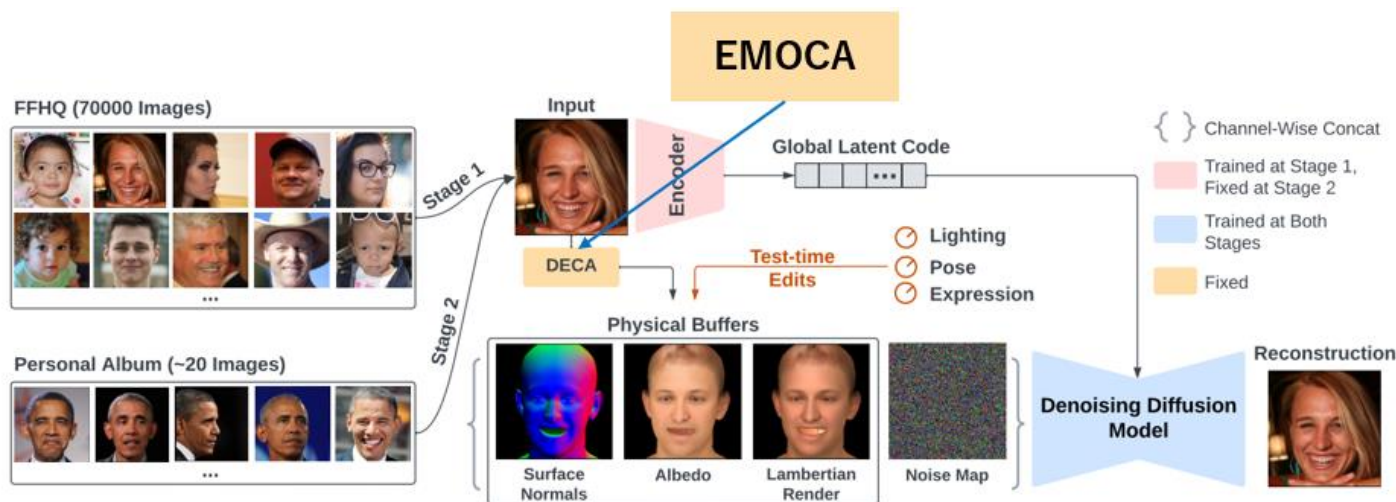 EMOCA
FFHQ (70000 Images)
...
Personal Album (~20 Images)
...
Stage 1
Stage 2
Input
Encoder
DECA
Global Latent Code
...
Test-time
Edits
Lighting
Pose
Expression
Physical Buffers
Surface
Normals
Albedo
Lambertian
Render
Noise Map
Denoising Diffusion
Model
Reconstruction
{ } Channel-Wise Concat
Trained at Stage 1,
Fixed at Stage 2
Trained at Both
Stages
Fixed